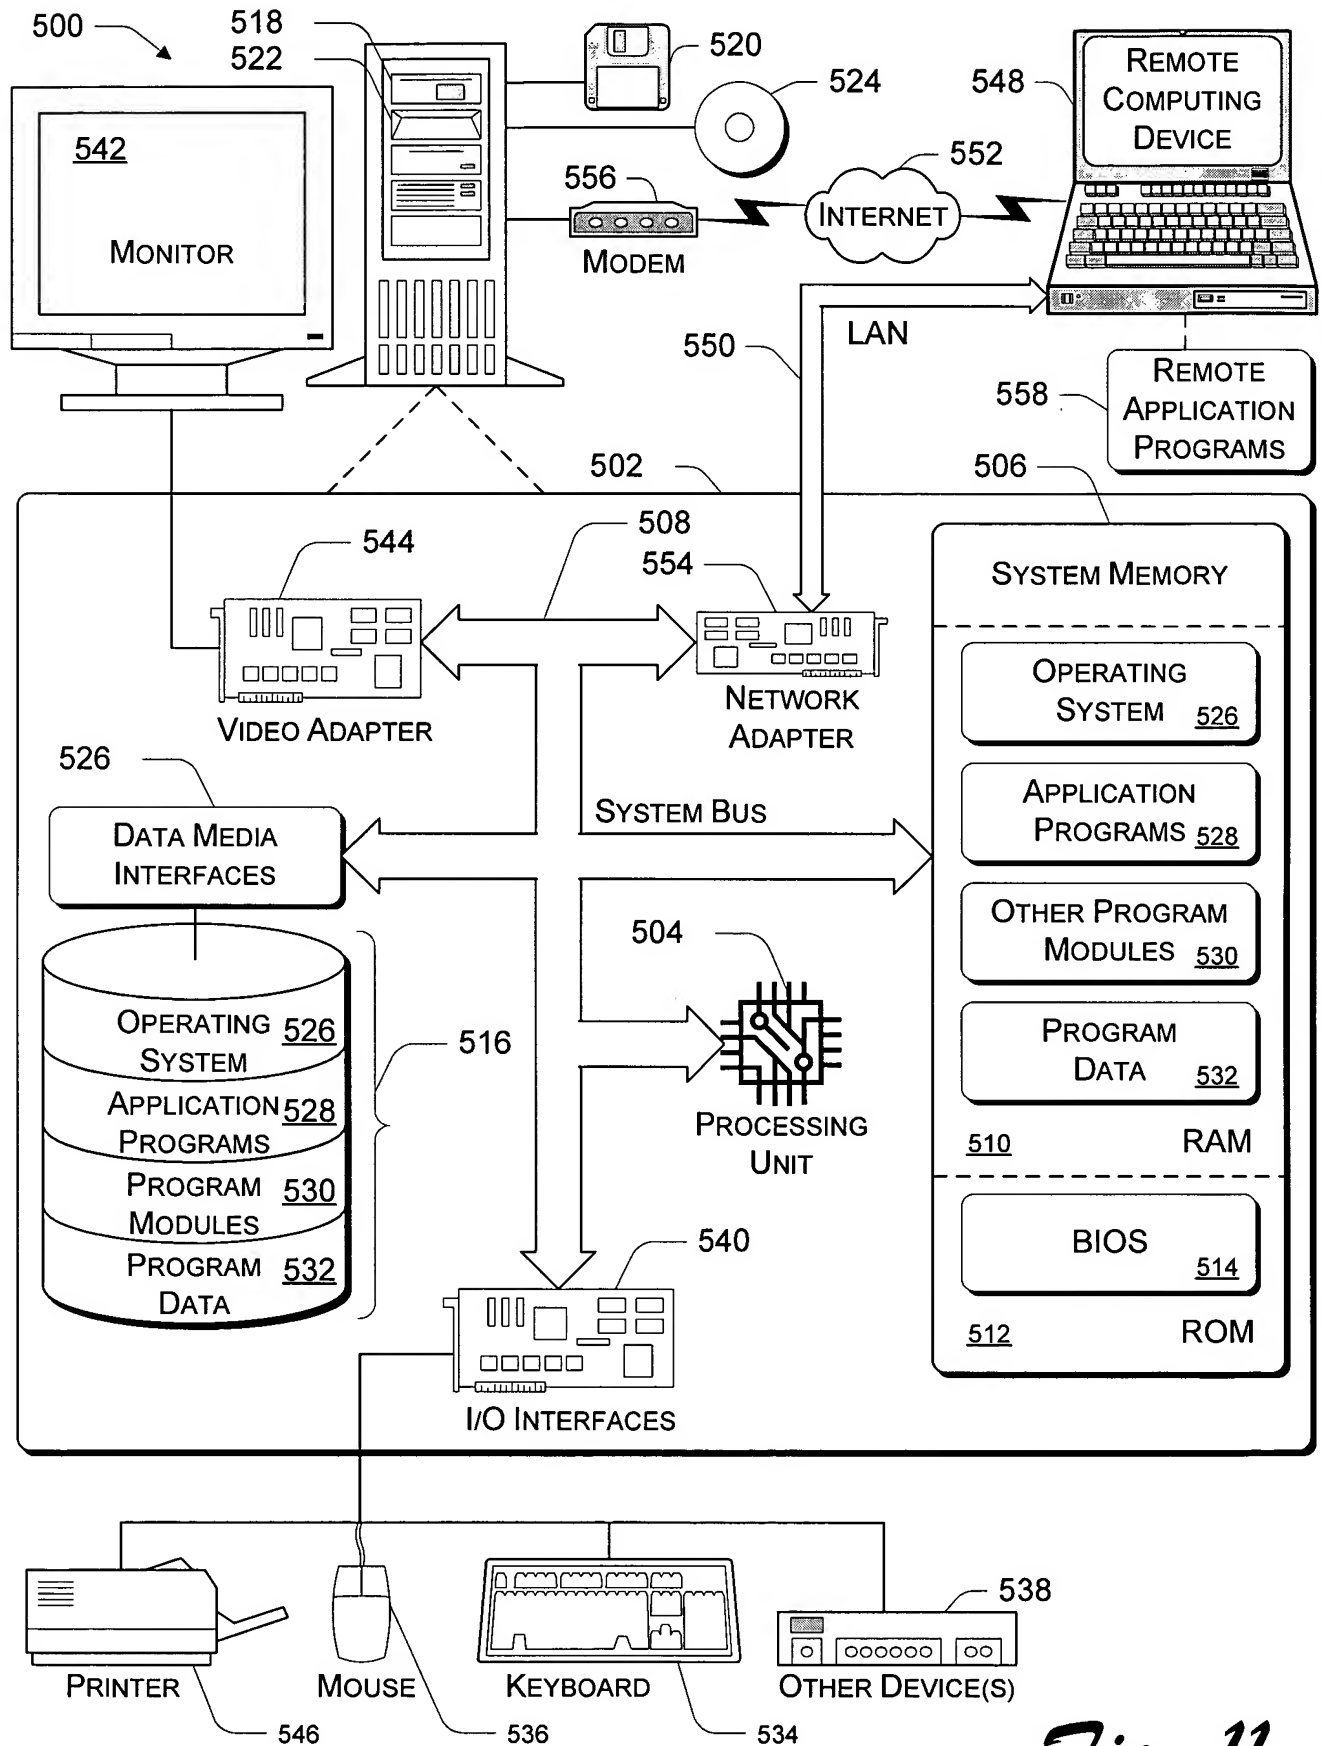 500
518
522
520
524
548
REMOTE
COMPUTING
DEVICE
542
MONITOR
556
MODEM
552
INTERNET
LAN
550
558
REMOTE
APPLICATION
PROGRAMS
502
506
544
508
554
SYSTEM MEMORY
VIDEO ADAPTER
NETWORK
ADAPTER
OPERATING
SYSTEM 526
526
DATA MEDIA
INTERFACES
SYSTEM BUS
APPLICATION
PROGRAMS 528
OTHER PROGRAM
MODULES 530
504
PROCESSING
UNIT
PROGRAM
DATA 532
510 RAM
OPERATING 526
SYSTEM
APPLICATION 528
PROGRAMS
PROGRAM 530
MODULES
PROGRAM 532
DATA
516
BIOS
514
512 ROM
540
I/O INTERFACES
538
PRINTER
MOUSE
KEYBOARD
OTHER DEVICE(S)
546
536
534
Fig. 11